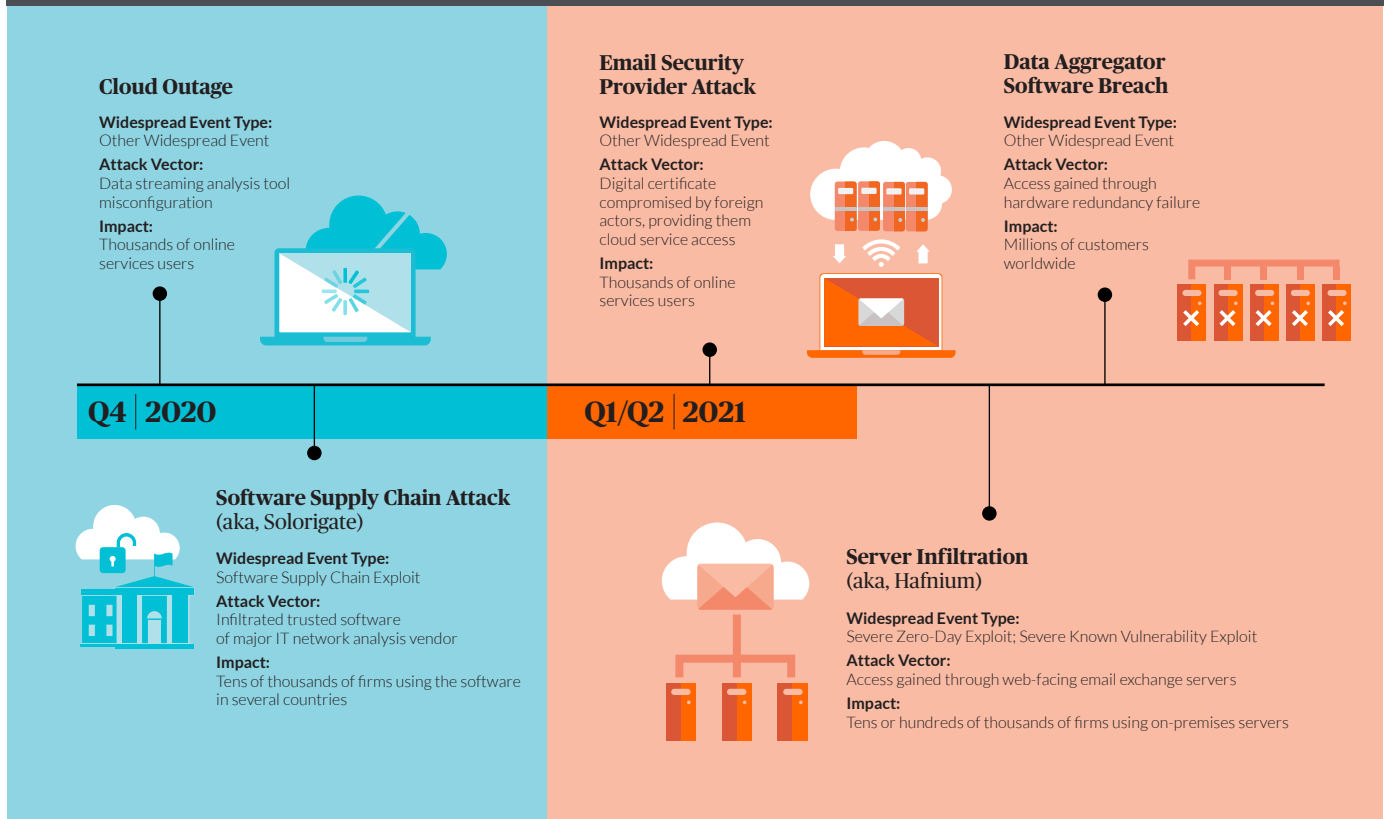 Cloud Outage
Widespread Event Type:
Other Widespread Event
Attack Vector:
Data streaming analysis tool
misconfiguration
Impact:
Thousands of online
services users
Email Security
Provider Attack
Widespread Event Type:
Other Widespread Event
Attack Vector:
Digital certificate
compromised by foreign
actors, providing them
cloud service access
Impact:
Thousands of online
services users
Data Aggregator
Software Breach
Widespread Event Type:
Other Widespread Event
Attack Vector:
Access gained through
hardware redundancy failure
Impact:
Millions of customers
worldwide
Q4 | 2020
Q1/Q2 | 2021
Software Supply Chain Attack
(aka, Solorigate)
Widespread Event Type:
Software Supply Chain Exploit
Attack Vector:
Infiltrated trusted software
of major IT network analysis vendor
Impact:
Tens of thousands of firms using the software
in several countries
Server Infiltration
(aka, Hafnium)
Widespread Event Type:
Severe Zero-Day Exploit; Severe Known Vulnerability Exploit
Attack Vector:
Access gained through web-facing email exchange servers
Impact:
Tens or hundreds of thousands of firms using on-premises servers